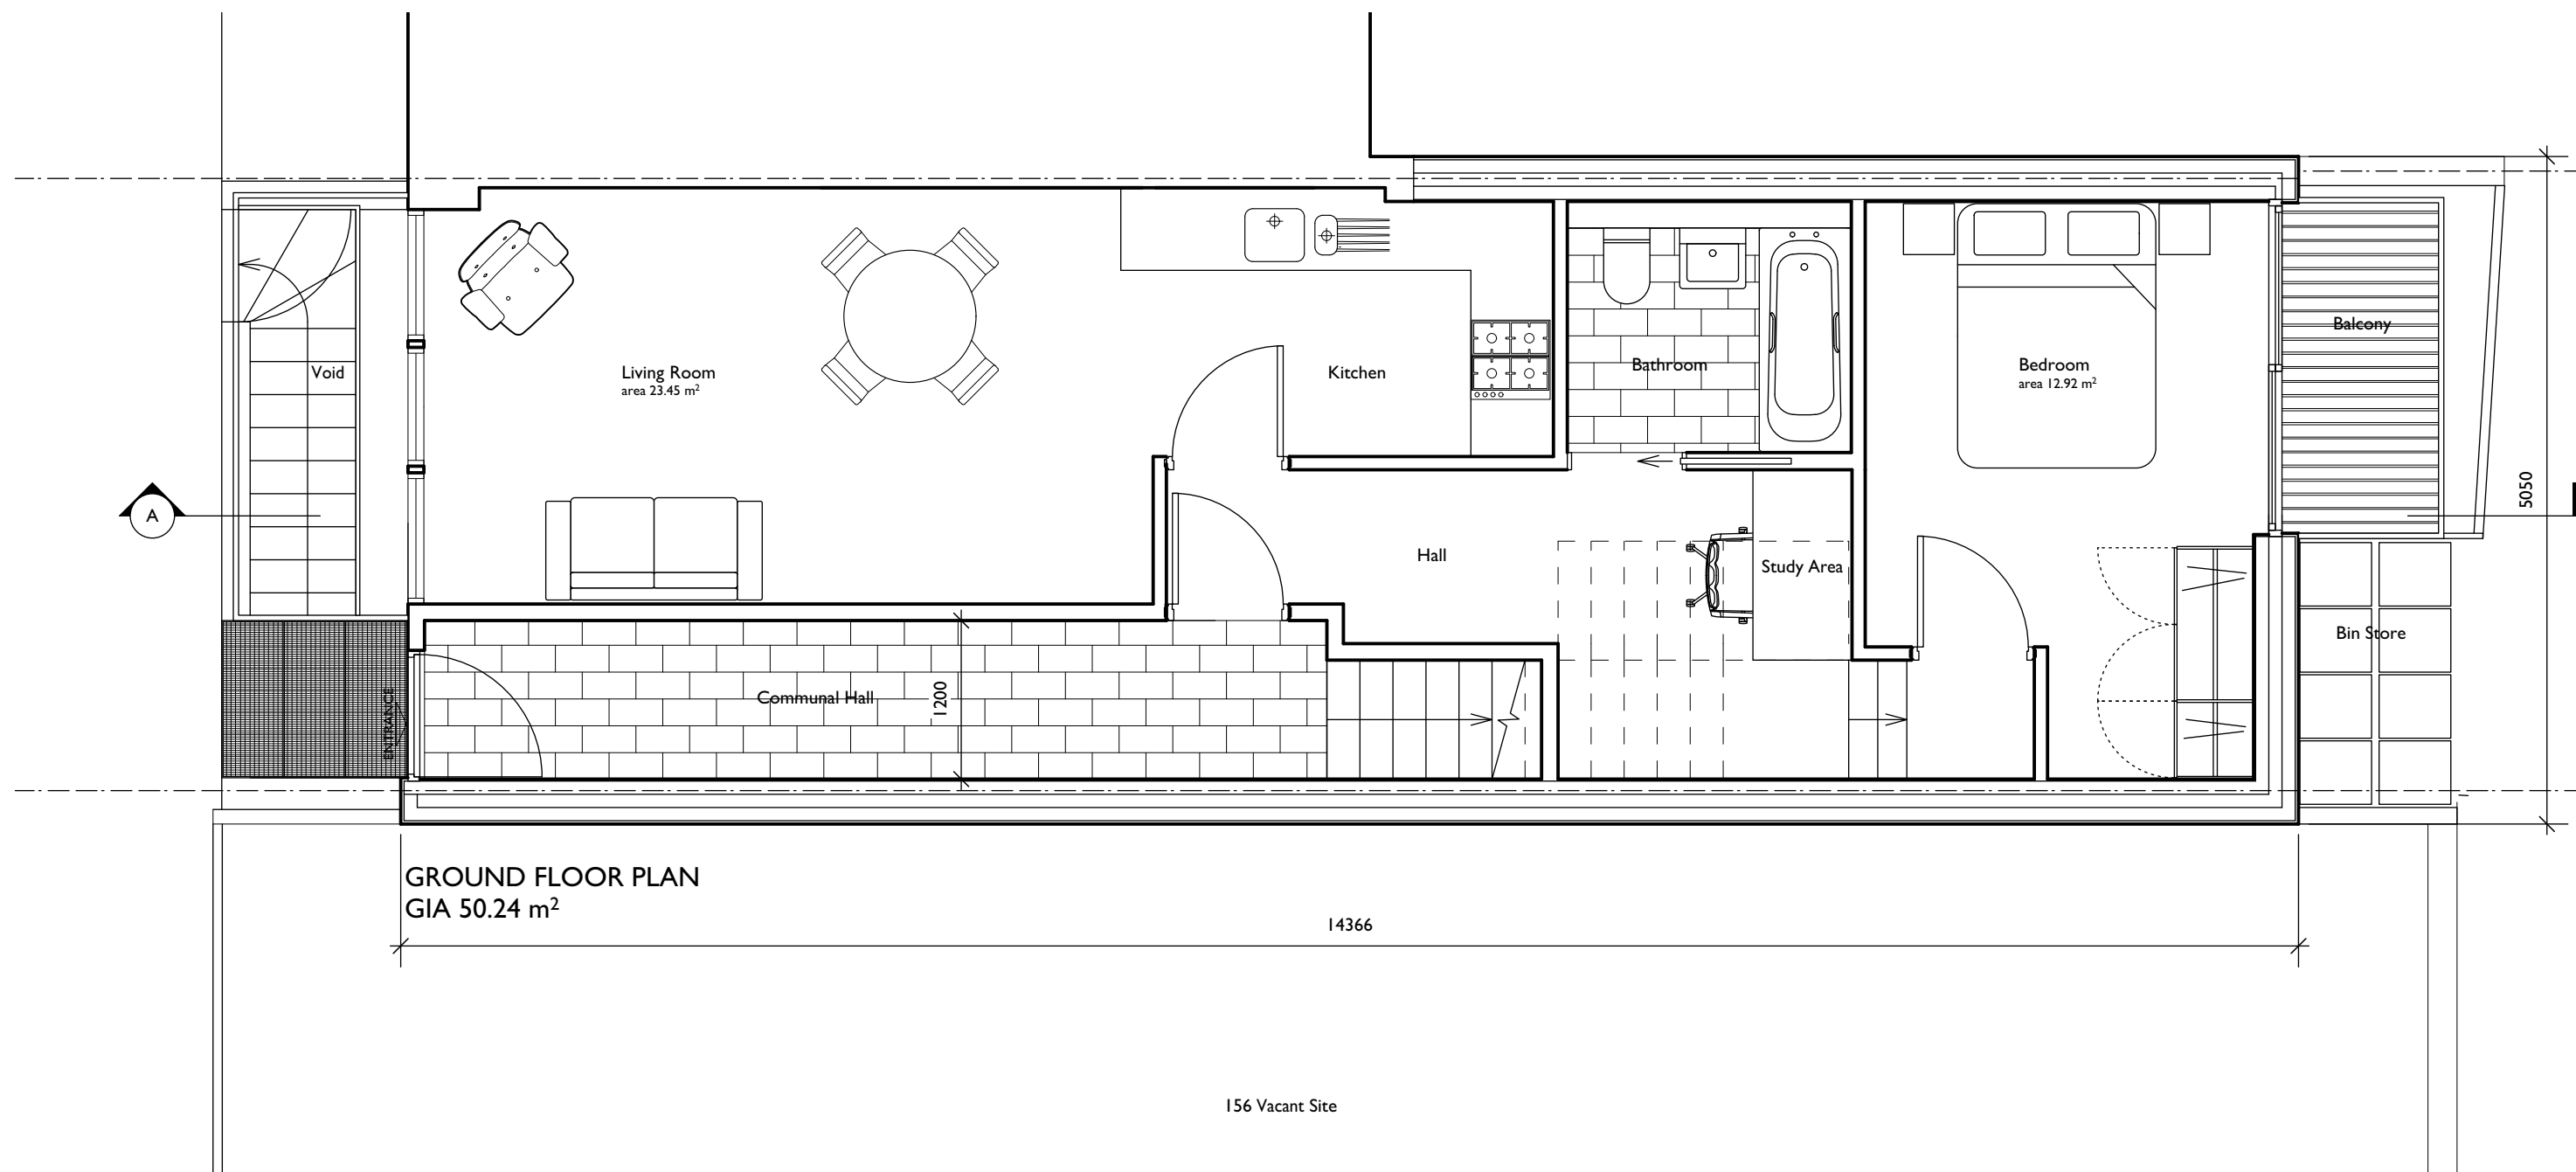 Void
Living Room
area 23.45 m²
Kitchen
Bathroom
Bedroom
area 12.92 m²
Balcony
A
5050
Hall
Study Area
Bin Store
ENTRANCE
Communal Hall
1200
GROUND FLOOR PLAN
GIA 50.24 m²
14366
156 Vacant Site